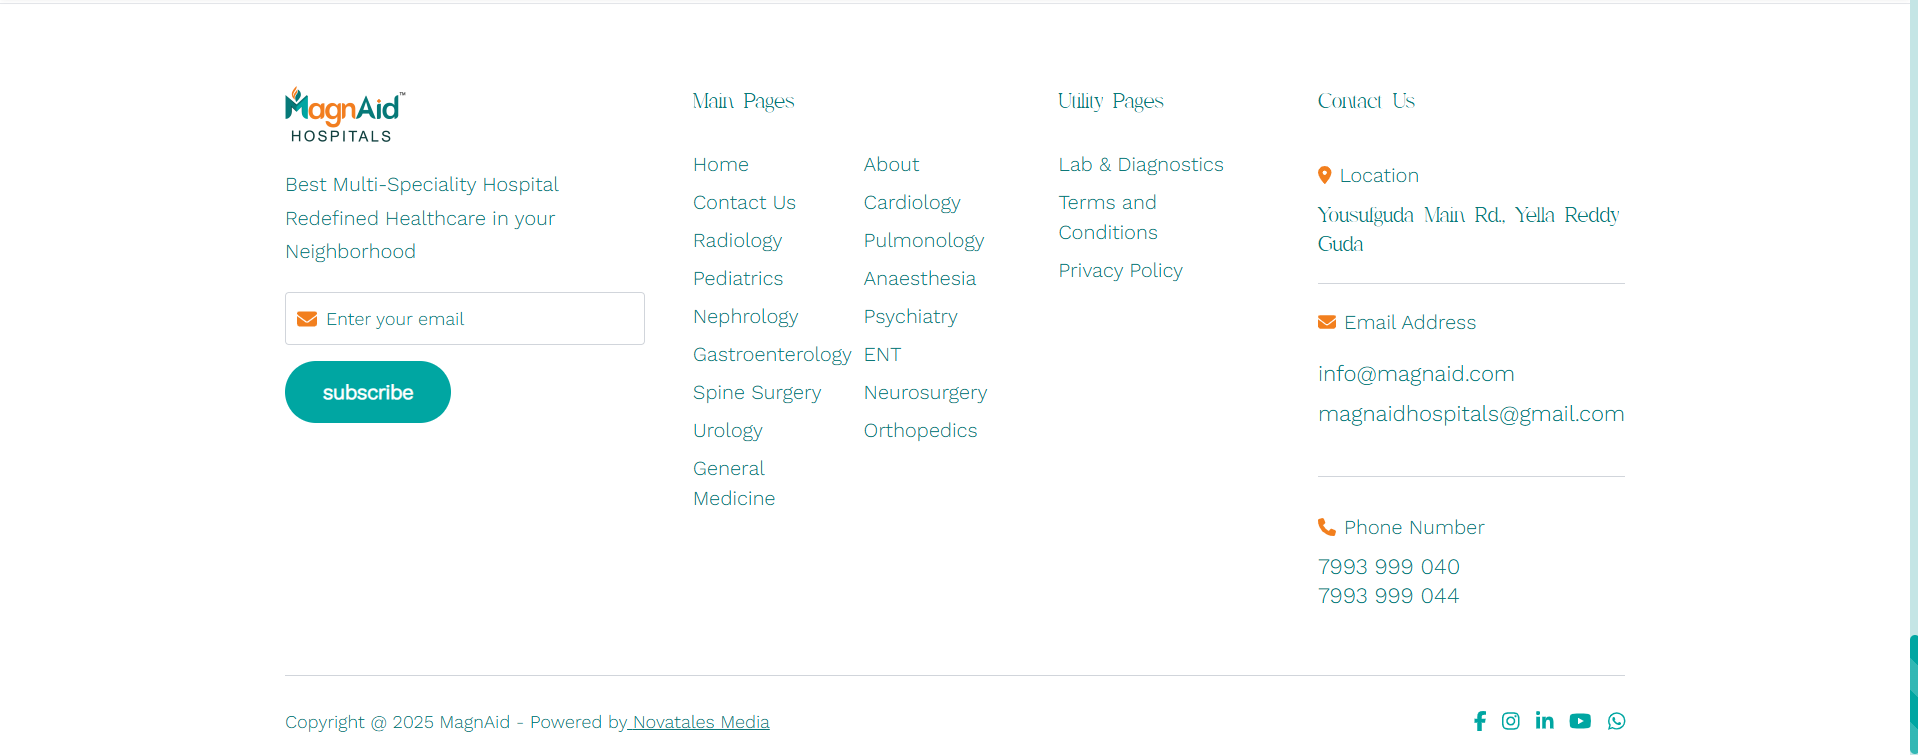 MagnAid™
HOSPITALS
Best Multi-Speciality Hospital
Redefined Healthcare in your
Neighborhood
Enter your email
subscribe
Main Pages
Home
Contact Us
Radiology
Pediatrics
Nephrology
Gastroenterology
Spine Surgery
Urology
General
Medicine
About
Cardiology
Pulmonology
Anaesthesia
Psychiatry
ENT
Neurosurgery
Orthopedics
Utility Pages
Lab & Diagnostics
Terms and
Conditions
Privacy Policy
Contact Us
Location
Yousufguda Main Rd., Yella Reddy
Guda
Email Address
info@magnaid.com
magnaidhospitals@gmail.com
Phone Number
7993 999 040
7993 999 044
Copyright @ 2025 MagnAid - Powered by Novatales Media